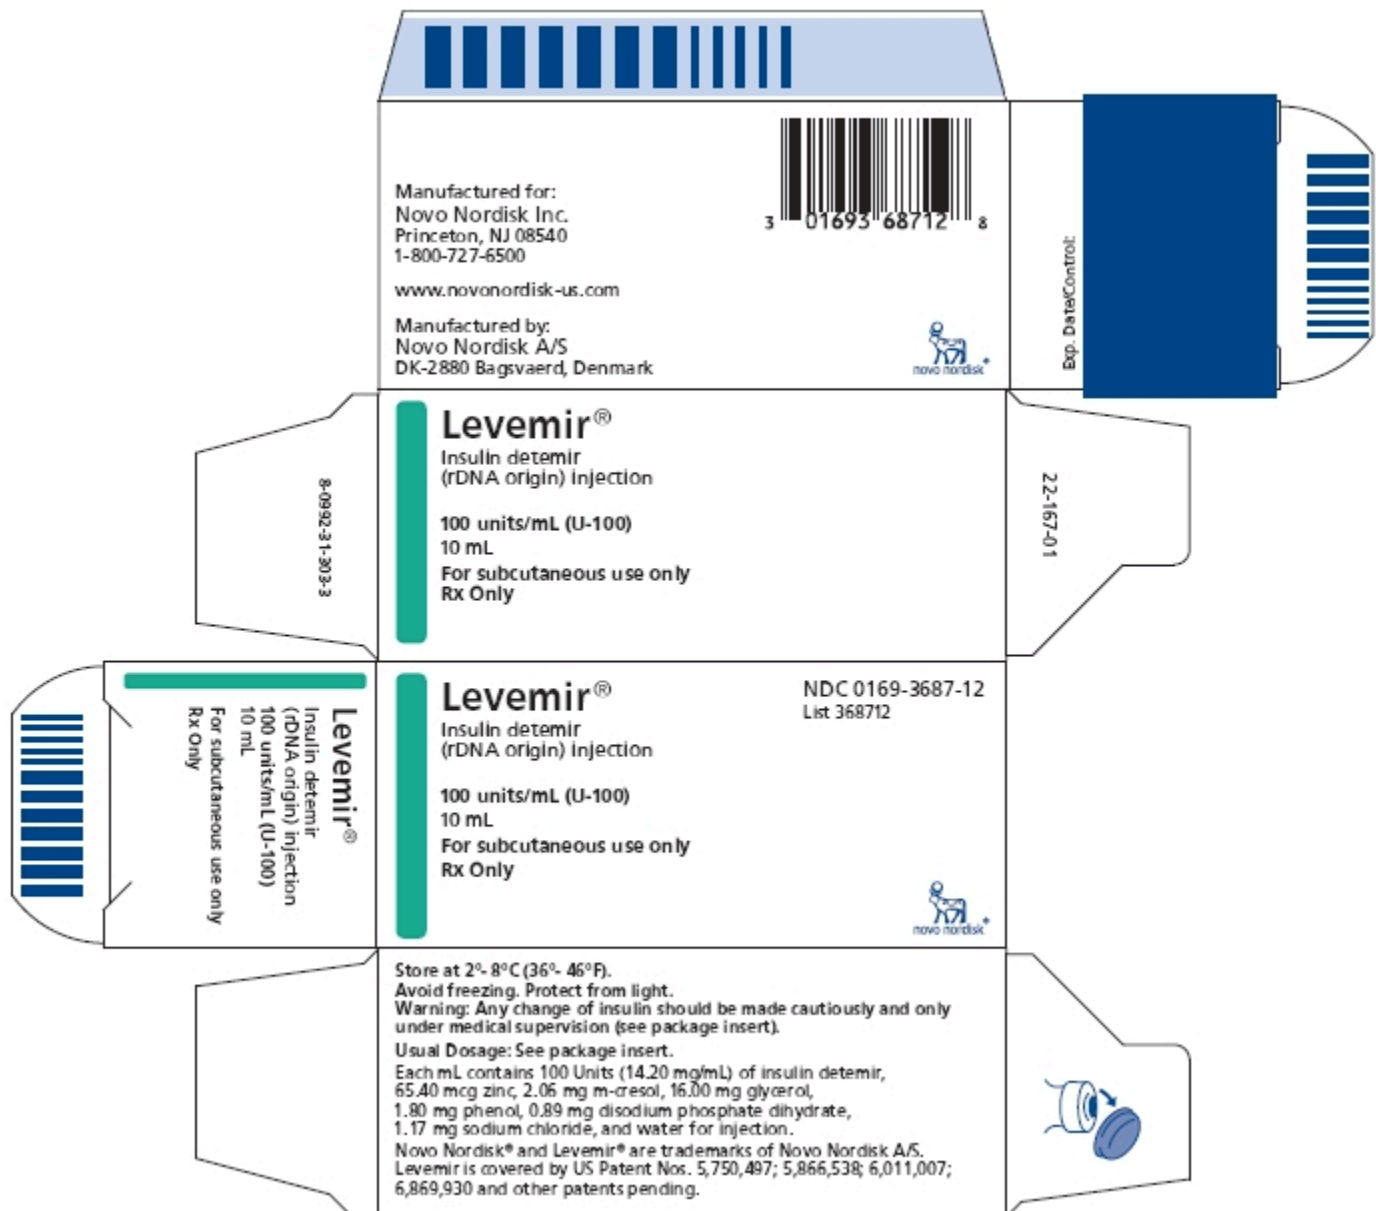 3 01693 68712 8
Manufactured for:
Novo Nordisk Inc.
Princeton, NJ 08540
1-800-727-6500
www.novonordisk-us.com
Manufactured by:
Novo Nordisk A/S
DK-2880 Bagsvaerd, Denmark
novo nordisk®
Exp. Date/Control:
8-0992-31-303-3
Levemir®
Insulin detemir
(rDNA origin) injection
100 units/mL (U-100)
10 mL
For subcutaneous use only
Rx Only
22-167-01
Levemir®
Insulin detemir
(rDNA origin) injection
100 units/mL (U-100)
10 mL
For subcutaneous use only
Rx Only
Levemir®
Insulin detemir
(rDNA origin) injection
100 units/mL (U-100)
10 mL
For subcutaneous use only
Rx Only
NDC 0169-3687-12
List 368712
novo nordisk®
Store at 2º- 8ºC (36º- 46ºF).
Avoid freezing. Protect from light.
Warning: Any change of insulin should be made cautiously and only
under medical supervision (see package insert).
Usual Dosage: See package insert.
Each mL contains 100 Units (14.20 mg/mL) of insulin detemir,
65.40 mcg zinc, 2.06 mg m-cresol, 16.00 mg glycerol,
1.80 mg phenol, 0.89 mg disodium phosphate dihydrate,
1.17 mg sodium chloride, and water for injection.
Novo Nordisk® and Levemir® are trademarks of Novo Nordisk A/S.
Levemir is covered by US Patent Nos. 5,750,497; 5,866,538; 6,011,007;
6,869,930 and other patents pending.